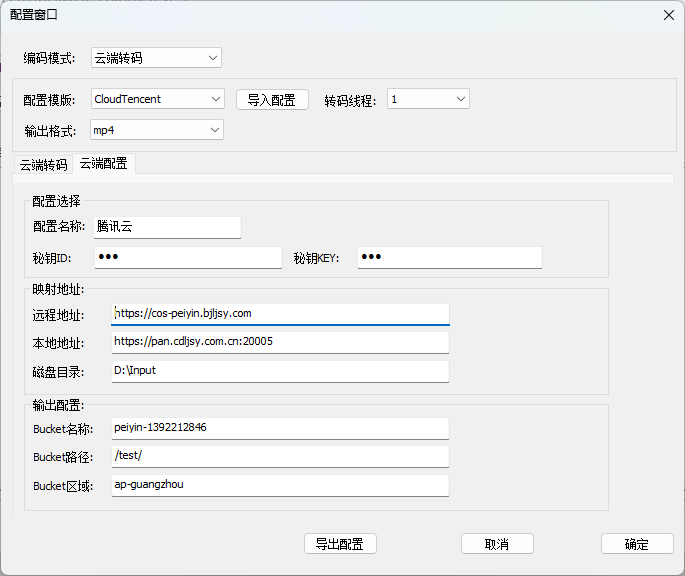 配置窗口
编码模式: 云端转码
配置模版: CloudTencent 导入配置 转码线程: 1
输出格式: mp4
云端转码 云端配置
配置选择
配置名称: 腾讯云
秘钥ID: ●●● 秘钥KEY: ●●●
映射地址:
远程地址: https://cos-peiyin.bjljsy.com
本地地址: https://pan.cdljsy.com.cn:20005
磁盘目录: D:\Input
输出配置:
Bucket名称: peiyin-1392212846
Bucket路径: /test/
Bucket区域: ap-guangzhou
导出配置 取消 确定